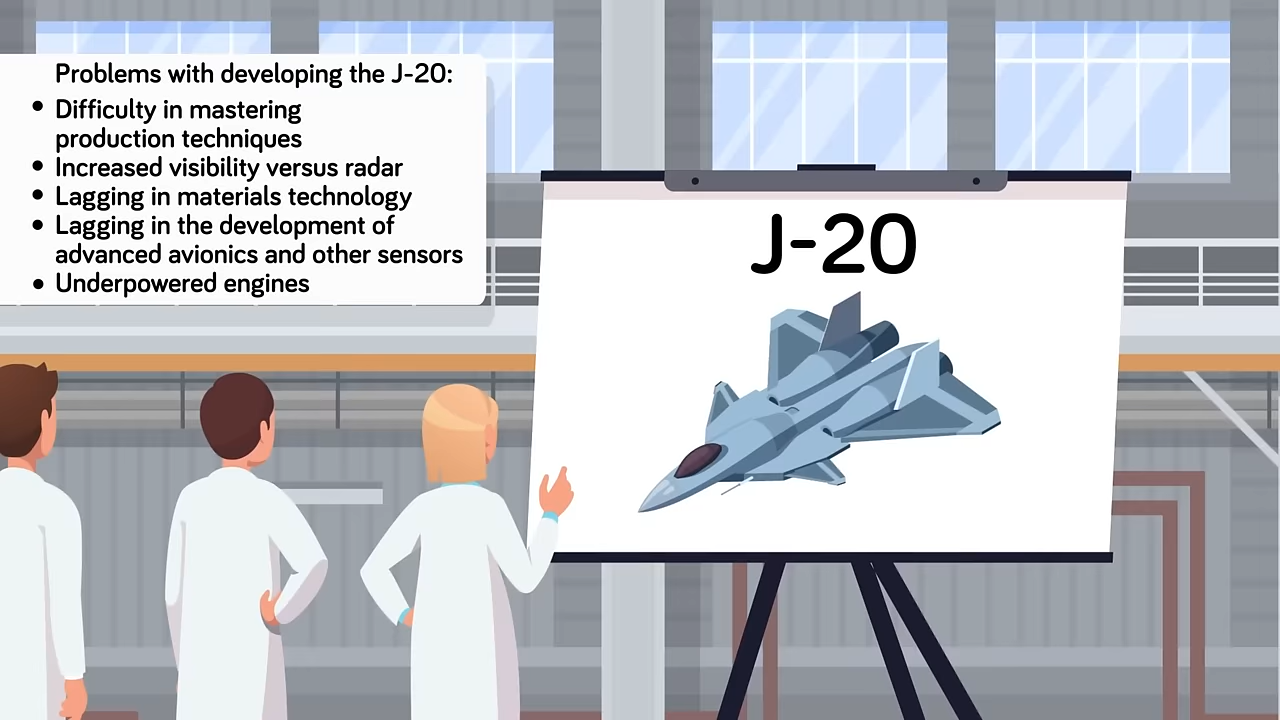 Problems with developing the J-20:
• Difficulty in mastering
production techniques
• Increased visibility versus radar
• Lagging in materials technology
• Lagging in the development of
advanced avionics and other sensors
• Underpowered engines
J-20